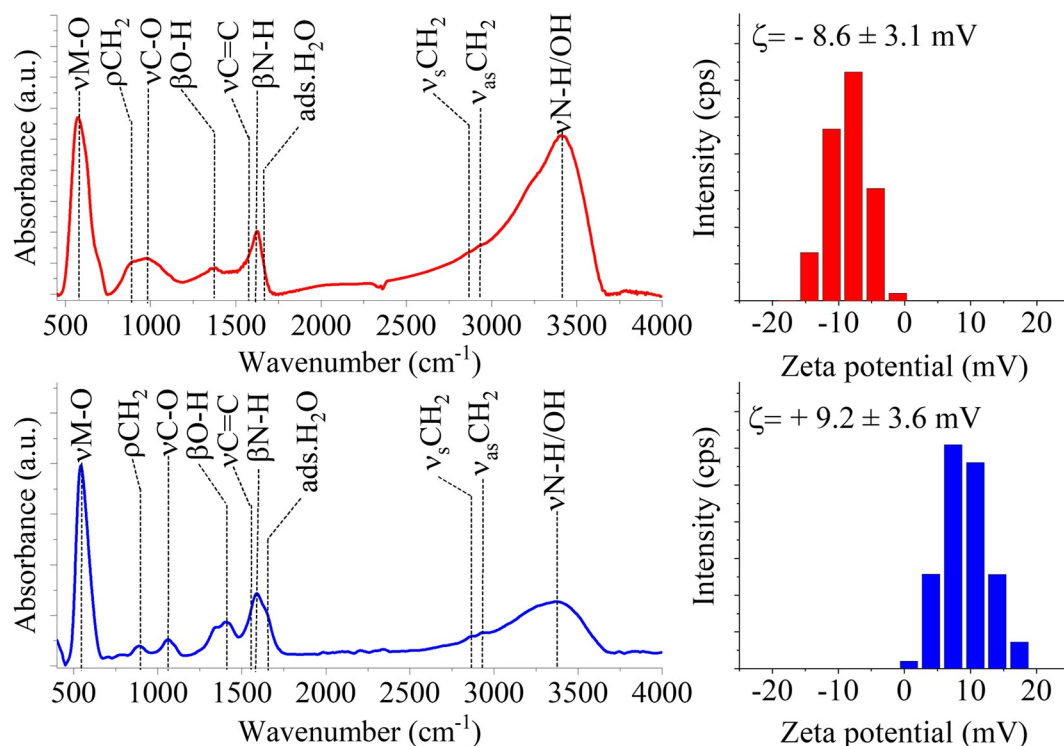 νM-O
ρCH₂
νC-O
βO-H
νC=C
βN-H
ads.H₂O
νₛCH₂
νₐₛCH₂
νN-H/OH
Absorbance (a.u.)
500 1000 1500 2000 2500 3000 3500 4000
Wavenumber (cm⁻¹)
ζ= - 8.6 ± 3.1 mV
Intensity (cps)
-20 -10 0 10 20
Zeta potential (mV)
νM-O
ρCH₂
νC-O
βO-H
νC=C
βN-H
ads.H₂O
νₛCH₂
νₐₛCH₂
νN-H/OH
Absorbance (a.u.)
500 1000 1500 2000 2500 3000 3500 4000
Wavenumber (cm⁻¹)
ζ= + 9.2 ± 3.6 mV
Intensity (cps)
-20 -10 0 10 20
Zeta potential (mV)